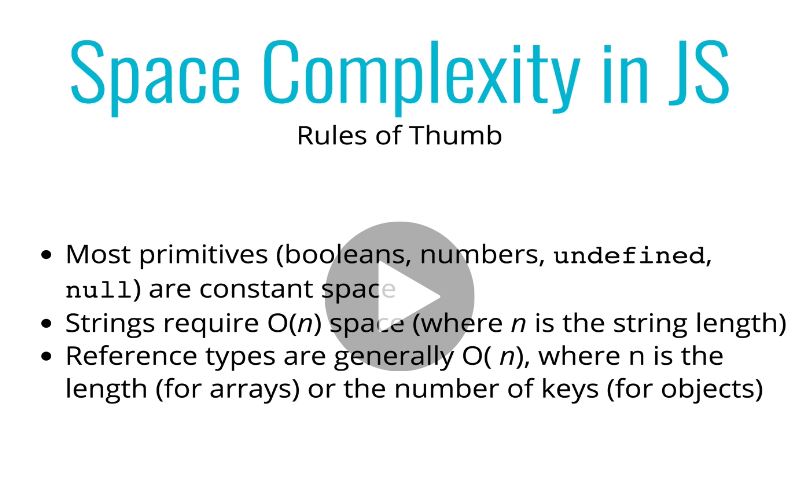 Space Complexity in JS
Rules of Thumb
• Most primitives (booleans, numbers, undefined,
null) are constant space
• Strings require O(n) space (where n is the string length)
• Reference types are generally O( n), where n is the
length (for arrays) or the number of keys (for objects)